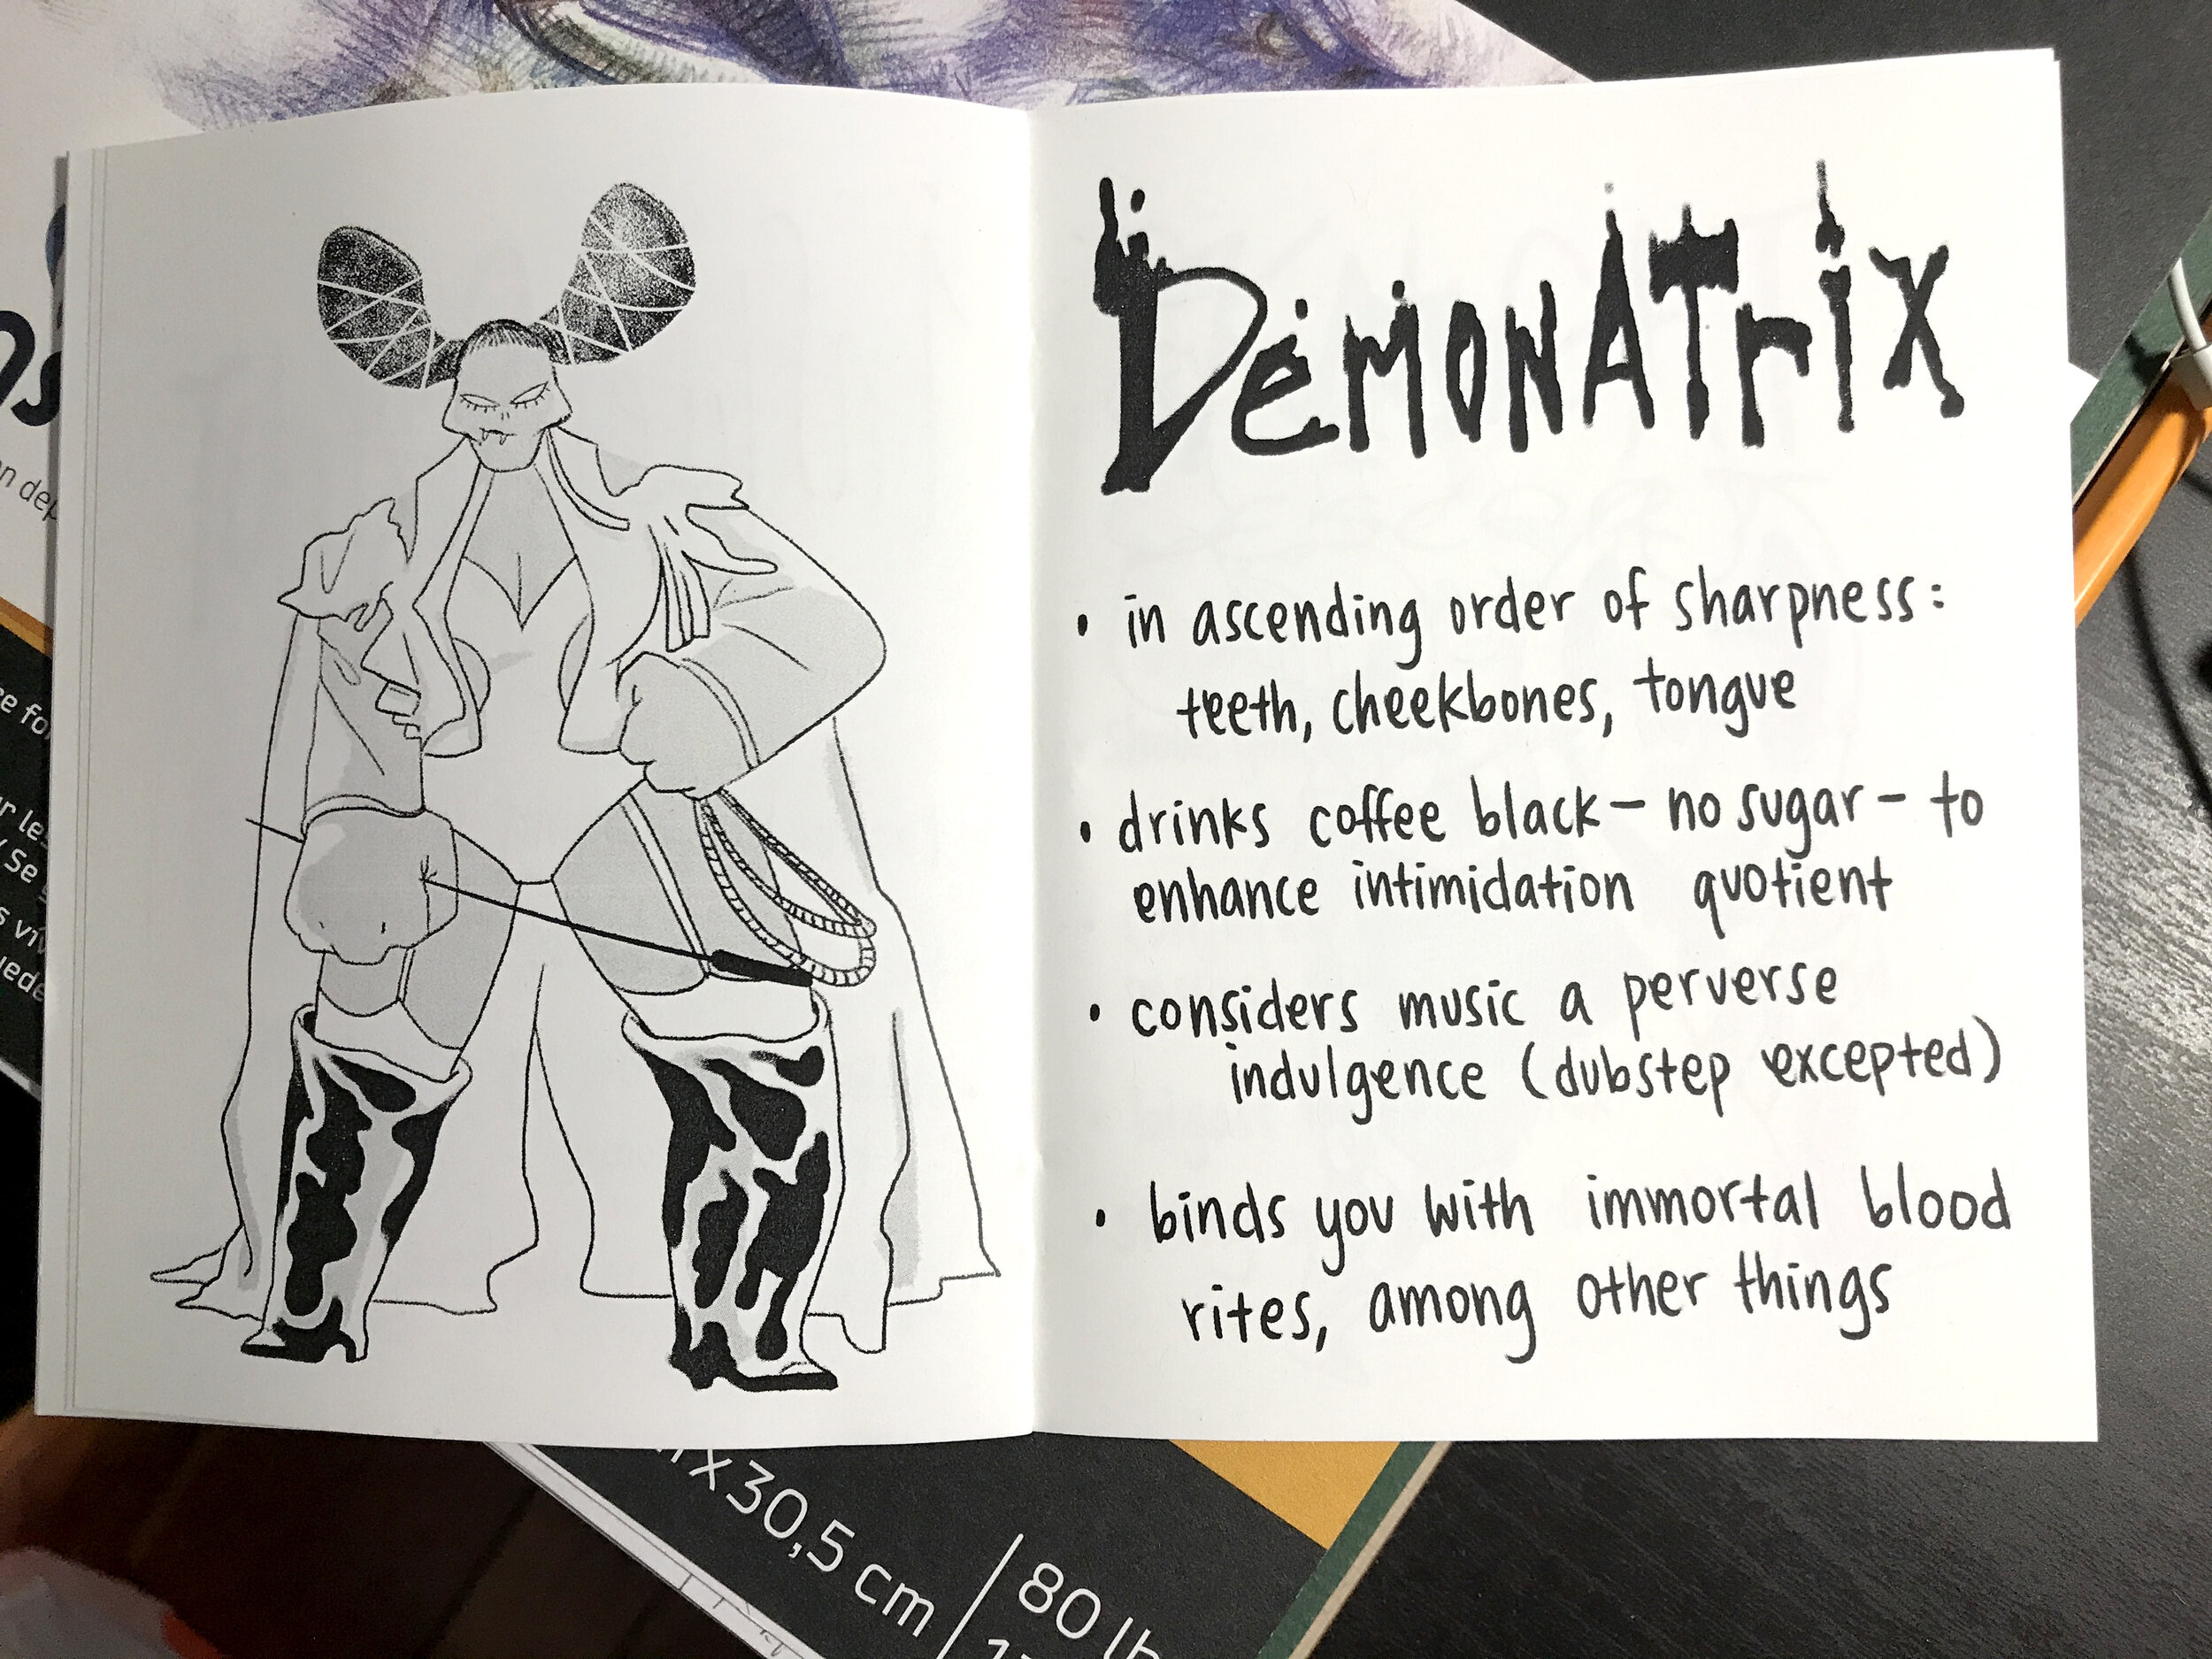 DemonATrix
• in ascending order of sharpness:
teeth, cheekbones, tongue
• drinks coffee black – no sugar – to
enhance intimidation quotient
• considers music a perverse
indulgence (dubstep excepted)
• binds you with immortal blood
rites, among other things
x30,5 cm
80 lb